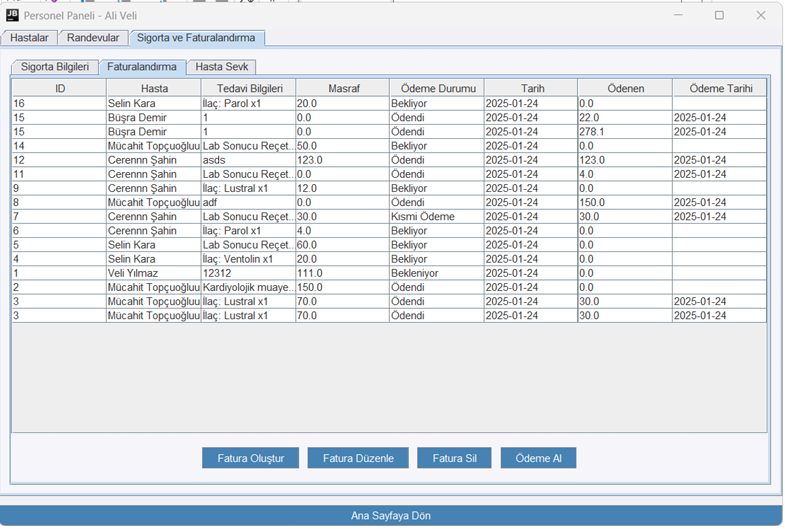 JB Personel Paneli - Ali Veli
Hastalar Randevular Sigorta ve Faturalandırma
Sigorta Bilgileri Faturalandırma Hasta Sevk
ID Hasta Tedavi Bilgileri Masraf Ödeme Durumu Tarih Ödenen Ödeme Tarihi
16 Selin Kara İlaç: Parol x1 20.0 Bekliyor 2025-01-24 0.0
15 Büşra Demir 1 0.0 Ödendi 2025-01-24 22.0 2025-01-24
15 Büşra Demir 1 0.0 Ödendi 2025-01-24 278.1 2025-01-24
14 Mücahit Topçuoğluu Lab Sonucu Reçet... 50.0 Bekliyor 2025-01-24 0.0
12 Cerennn Şahin asds 123.0 Ödendi 2025-01-24 123.0 2025-01-24
11 Cerennn Şahin Lab Sonucu Reçet... 0.0 Ödendi 2025-01-24 4.0 2025-01-24
9 Cerennn Şahin İlaç: Lustral x1 12.0 Bekliyor 2025-01-24 0.0
8 Mücahit Topçuoğluu adf 0.0 Ödendi 2025-01-24 150.0 2025-01-24
7 Cerennn Şahin Lab Sonucu Reçet... 30.0 Kısmi Ödeme 2025-01-24 30.0 2025-01-24
6 Cerennn Şahin İlaç: Parol x1 4.0 Bekliyor 2025-01-24 0.0
5 Selin Kara Lab Sonucu Reçet... 60.0 Bekliyor 2025-01-24 0.0
4 Selin Kara İlaç: Ventolin x1 20.0 Bekliyor 2025-01-24 0.0
1 Veli Yılmaz 12312 111.0 Bekleniyor 2025-01-24 0.0
2 Mücahit Topçuoğluu Kardiyolojik muaye... 150.0 Ödendi 2025-01-24 0.0
3 Mücahit Topçuoğluu İlaç: Lustral x1 70.0 Ödendi 2025-01-24 30.0 2025-01-24
3 Mücahit Topçuoğluu İlaç: Lustral x1 70.0 Ödendi 2025-01-24 30.0 2025-01-24
Fatura Oluştur Fatura Düzenle Fatura Sil Ödeme Al
Ana Sayfaya Dön